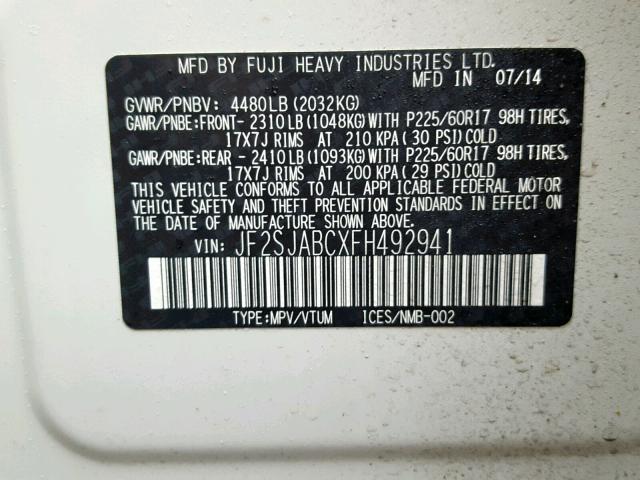 MFD BY FUJI HEAVY INDUSTRIES LTD.
MFD IN 07/14
GVWR/PNBV: 4480LB(2032KG)
GAWR/PNBE:FRONT- 2310LB(1048KG)WITH P225/60R17 98H TIRES,
17X7J RIMS AT 210 KPA(30 PSI)COLD
GAWR/PNBE:REAR - 2410LB(1093KG)WITH P225/60R17 98H TIRES,
17X7J RIMS AT 200 KPA(29 PSI)COLD
THIS VEHICLE CONFORMS TO ALL APPLICABLE FEDERAL MOTOR
VEHICLE SAFETY AND THEFT PREVENTION STANDARDS IN EFFECT ON THE
DATE OF MANUFACTURE SHOWN ABOVE.
VIN: JF2SJABCXFH492941
TYPE:MPV/VTUM ICES/NMB-002